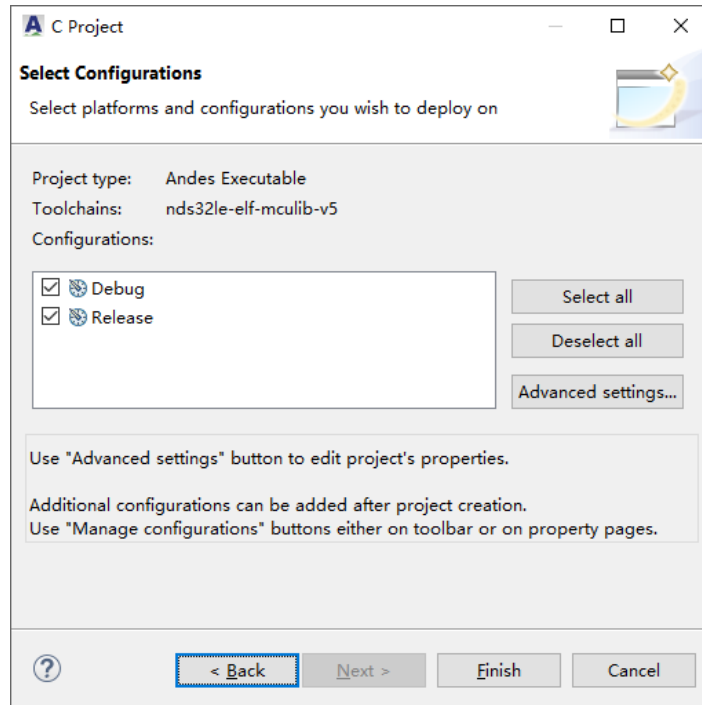 C Project
Select Configurations
Select platforms and configurations you wish to deploy on
Project type: Andes Executable
Toolchains: nds32le-elf-mculib-v5
Configurations:
Debug
Release
Select all
Deselect all
Advanced settings...
Use "Advanced settings" button to edit project's properties.
Additional configurations can be added after project creation.
Use "Manage configurations" buttons either on toolbar or on property pages.
< Back Next > Finish Cancel